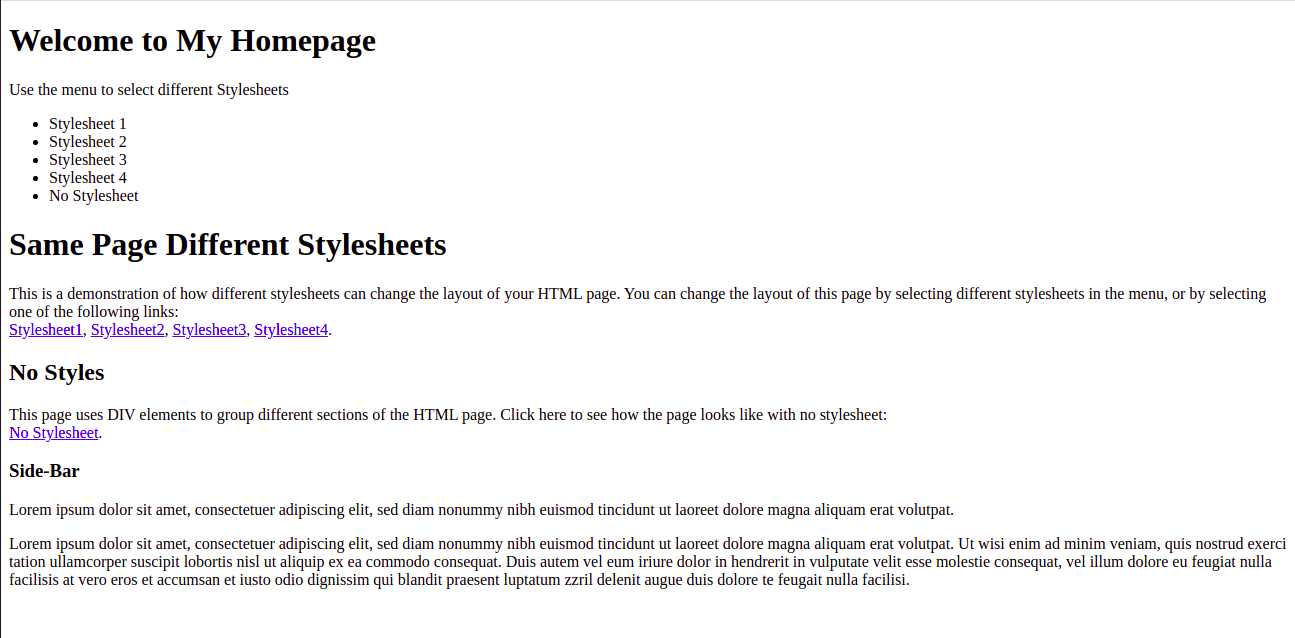 Welcome to My Homepage
Use the menu to select different Stylesheets
Stylesheet 1
Stylesheet 2
Stylesheet 3
Stylesheet 4
No Stylesheet
Same Page Different Stylesheets
This is a demonstration of how different stylesheets can change the layout of your HTML page. You can change the layout of this page by selecting different stylesheets in the menu, or by selecting
one of the following links:
Stylesheet1, Stylesheet2, Stylesheet3, Stylesheet4.
No Styles
This page uses DIV elements to group different sections of the HTML page. Click here to see how the page looks like with no stylesheet:
No Stylesheet.
Side-Bar
Lorem ipsum dolor sit amet, consectetuer adipiscing elit, sed diam nonummy nibh euismod tincidunt ut laoreet dolore magna aliquam erat volutpat.
Lorem ipsum dolor sit amet, consectetuer adipiscing elit, sed diam nonummy nibh euismod tincidunt ut laoreet dolore magna aliquam erat volutpat. Ut wisi enim ad minim veniam, quis nostrud exerci
tation ullamcorper suscipit lobortis nisl ut aliquip ex ea commodo consequat. Duis autem vel eum iriure dolor in hendrerit in vulputate velit esse molestie consequat, vel illum dolore eu feugiat nulla
facilisis at vero eros et accumsan et iusto odio dignissim qui blandit praesent luptatum zzril delenit augue duis dolore te feugait nulla facilisi.